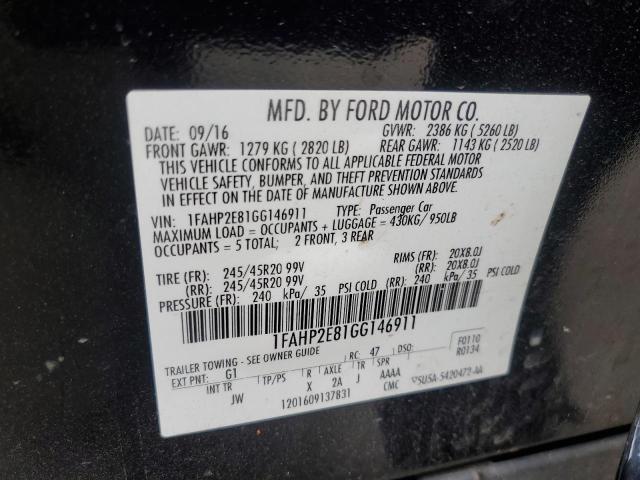 MFD. BY FORD MOTOR CO.
DATE: 09/16 GVWR: 2386 KG ( 5260 LB)
FRONT GAWR: 1279 KG ( 2820 LB) REAR GAWR: 1143 KG ( 2520 LB)
THIS VEHICLE CONFORMS TO ALL APPLICABLE FEDERAL MOTOR
VEHICLE SAFETY, BUMPER, AND THEFT PREVENTION STANDARDS
IN EFFECT ON THE DATE OF MANUFACTURE SHOWN ABOVE.
VIN: 1FAHP2E81GG146911 TYPE: Passenger Car
MAXIMUM LOAD = OCCUPANTS + LUGGAGE = 430KG/ 950LB
OCCUPANTS = 5 TOTAL; 2 FRONT, 3 REAR
TIRE (FR): 245/45R20 99V RIMS (FR): 20X8.0J
(RR): 245/45R20 99V (RR): 20X8.0J
PRESSURE (FR): 240 kPa/ 35 PSI COLD (RR): 240 kPa/ 35 PSI COLD
1FAHP2E81GG146911
TRAILER TOWING - SEE OWNER GUIDE RC: 47 DSO: F0110
EXT PNT: G1 R0134
INT TR TP/PS R AXLE TR SPR
JW X 2A J AAAA
CMC
1201609137831